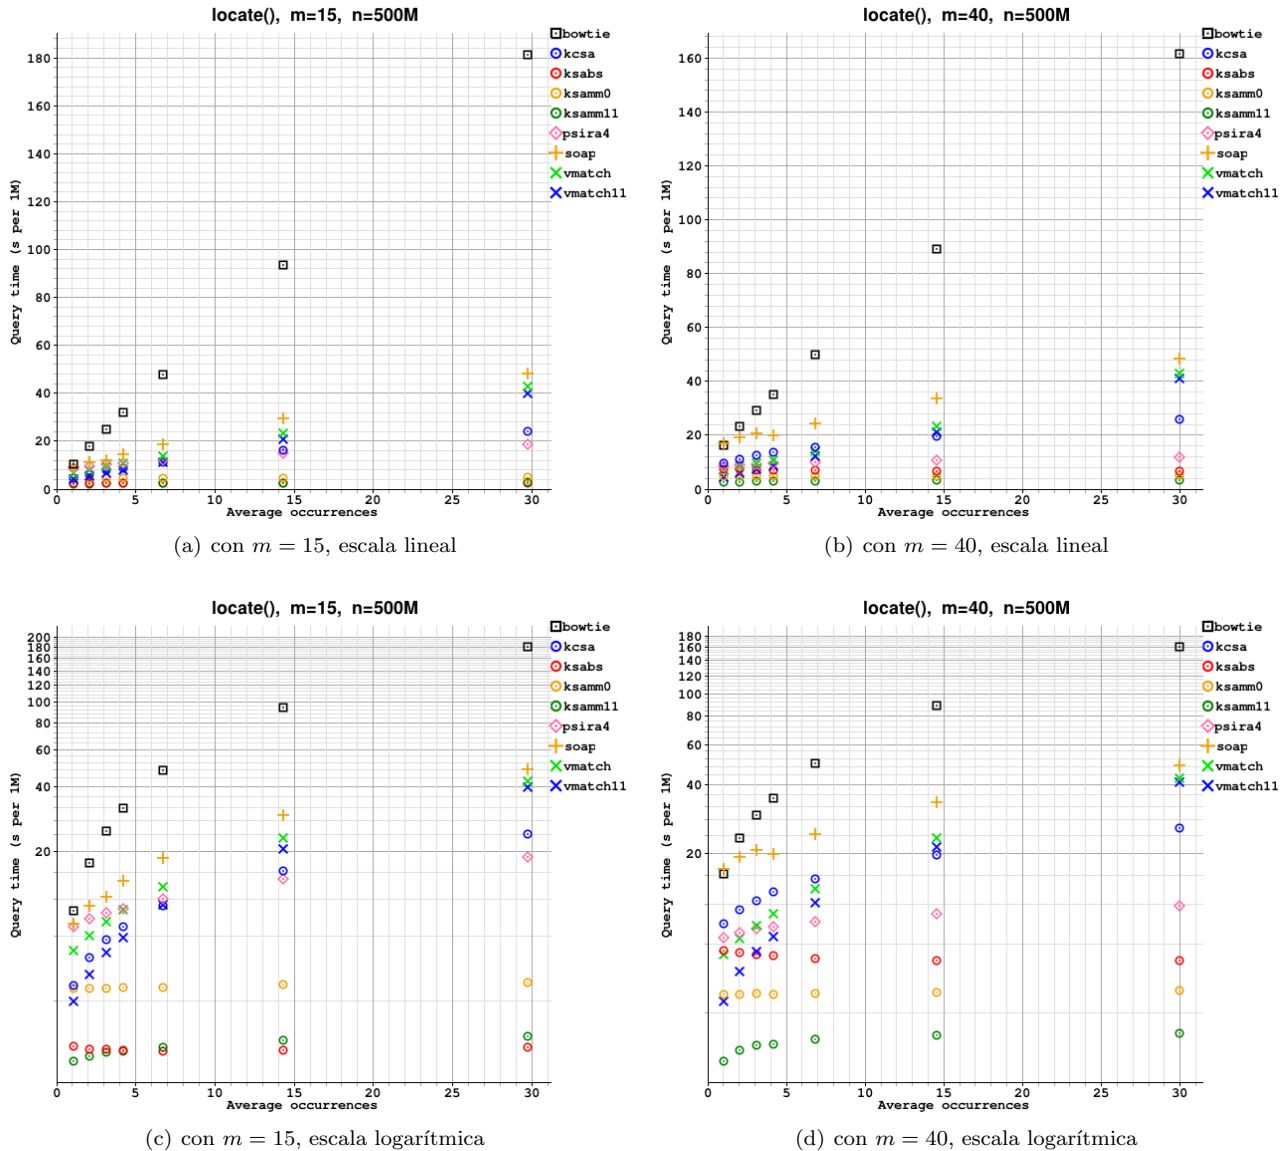 locate(), m=15, n=500M
Query time (s per 1M)
180
160
140
120
100
80
60
40
20
0
0 5 10 15 20 25 30
Average occurrences
bowtie
kcsa
ksabs
ksamm0
ksamm11
psira4
soap
vmatch
vmatch11
(a) con m = 15, escala lineal
locate(), m=40, n=500M
Query time (s per 1M)
160
140
120
100
80
60
40
20
0
0 5 10 15 20 25 30
Average occurrences
bowtie
kcsa
ksabs
ksamm0
ksamm11
psira4
soap
vmatch
vmatch11
(b) con m = 40, escala lineal
locate(), m=15, n=500M
Query time (s per 1M)
200
180
160
140
120
100
80
60
40
20
0 5 10 15 20 25 30
Average occurrences
bowtie
kcsa
ksabs
ksamm0
ksamm11
psira4
soap
vmatch
vmatch11
(c) con m = 15, escala logarítmica
locate(), m=40, n=500M
Query time (s per 1M)
180
160
140
120
100
80
60
40
20
0 5 10 15 20 25 30
Average occurrences
bowtie
kcsa
ksabs
ksamm0
ksamm11
psira4
soap
vmatch
vmatch11
(d) con m = 40, escala logarítmica